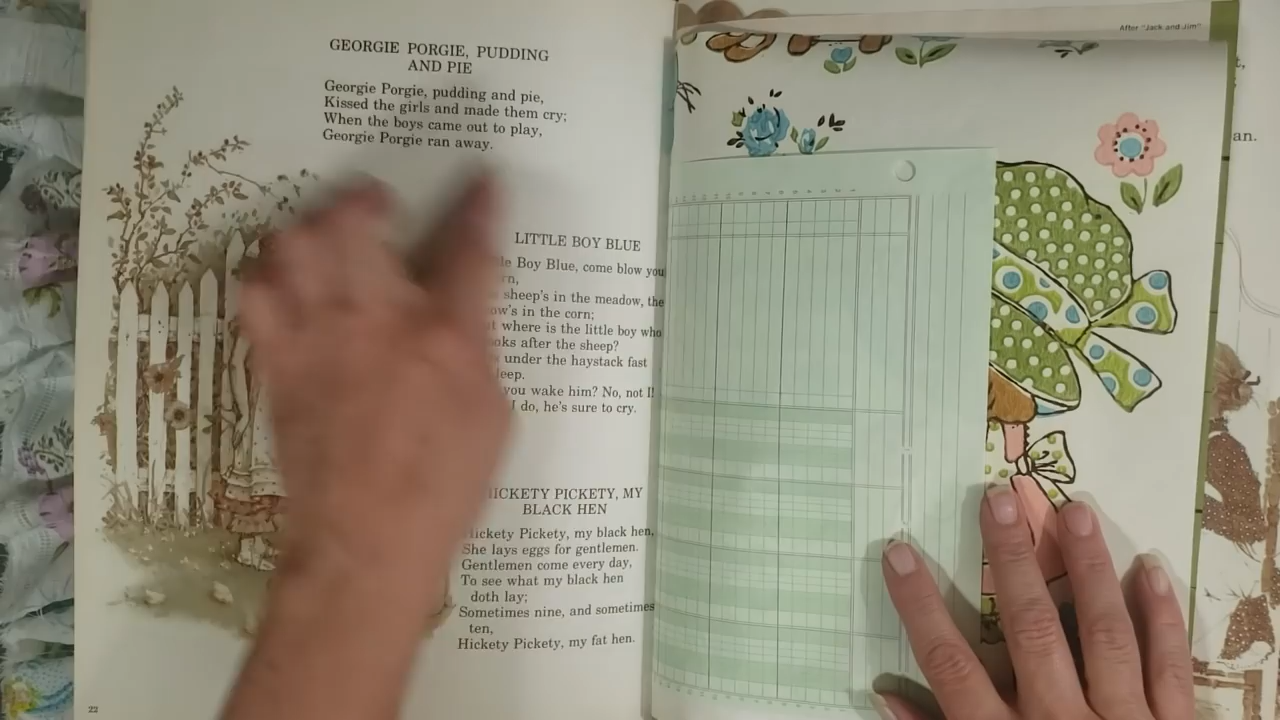 After "Jack and Jim"
GEORGIE PORGIE, PUDDING
AND PIE
Georgie Porgie, pudding and pie,
Kissed the girls and made them cry;
When the boys came out to play,
Georgie Porgie ran away.
LITTLE BOY BLUE
Boy Blue, come blow you
sheep's in the meadow, the
in the corn;
where is the little boy who
after the sheep?
under the haystack fast
you wake him? No, not I!
I do, he's sure to cry.
HICKETY PICKETY, MY
BLACK HEN
Hickety Pickety, my black hen,
She lays eggs for gentlemen.
Gentlemen come every day,
To see what my black hen
doth lay;
Sometimes nine, and sometimes
ten,
Hickety Pickety, my fat hen.
22